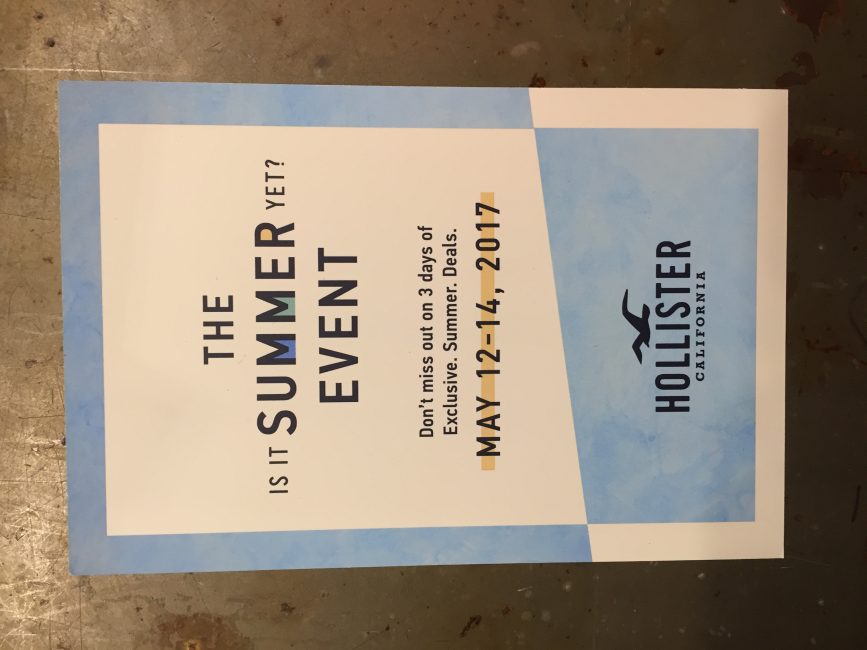 THE
IS IT SUMMER YET?
EVENT
Don't miss out on 3 days of
Exclusive. Summer. Deals.
MAY 12-14, 2017
HOLLISTER
CALIFORNIA